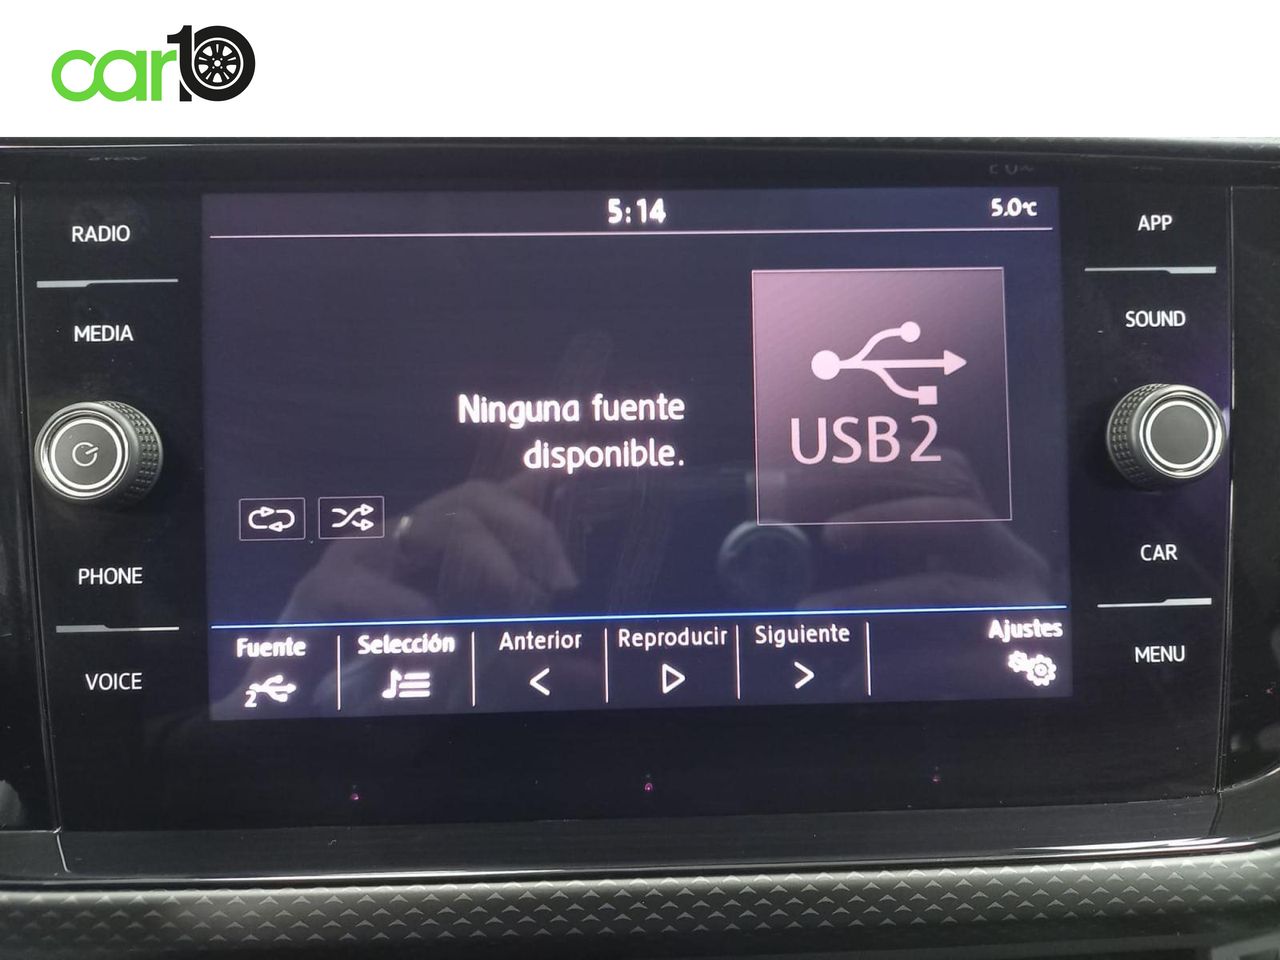 car10
5:14
5.0°C
RADIO
MEDIA
PHONE
VOICE
Ninguna fuente
disponible.
USB2
APP
SOUND
CAR
MENU
Fuente
2
Selección
Anterior
Reproducir
Siguiente
Ajustes